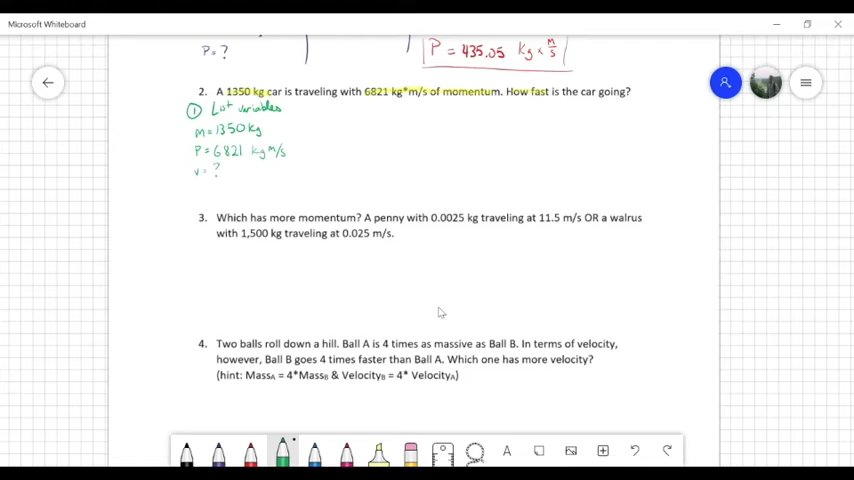 Microsoft Whiteboard
P = ?
P = 435.05 Kg × m/s
2. A 1350 kg car is traveling with 6821 kg*m/s of momentum. How fast is the car going?
① List variables
M = 1350 kg
P = 6821 kg m/s
v = ?
3. Which has more momentum? A penny with 0.0025 kg traveling at 11.5 m/s OR a walrus
with 1,500 kg traveling at 0.025 m/s.
4. Two balls roll down a hill. Ball A is 4 times as massive as Ball B. In terms of velocity,
however, Ball B goes 4 times faster than Ball A. Which one has more velocity?
(hint: MassA = 4*MassB & VelocityB = 4* VelocityA)
A